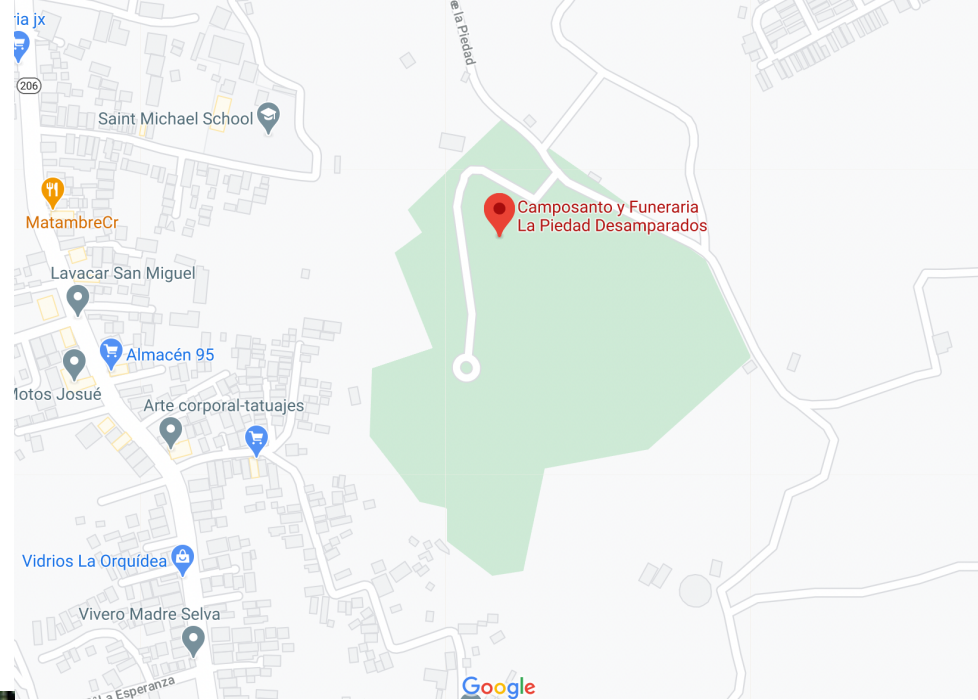 ria jx
e la Piedad
206
Saint Michael School
MatambreCr
Camposanto y Funeraria
La Piedad Desamparados
Lavacar San Miguel
Almacén 95
Motos Josué
Arte corporal-tatuajes
Vidrios La Orquídea
Vivero Madre Selva
La Esperanza
Google